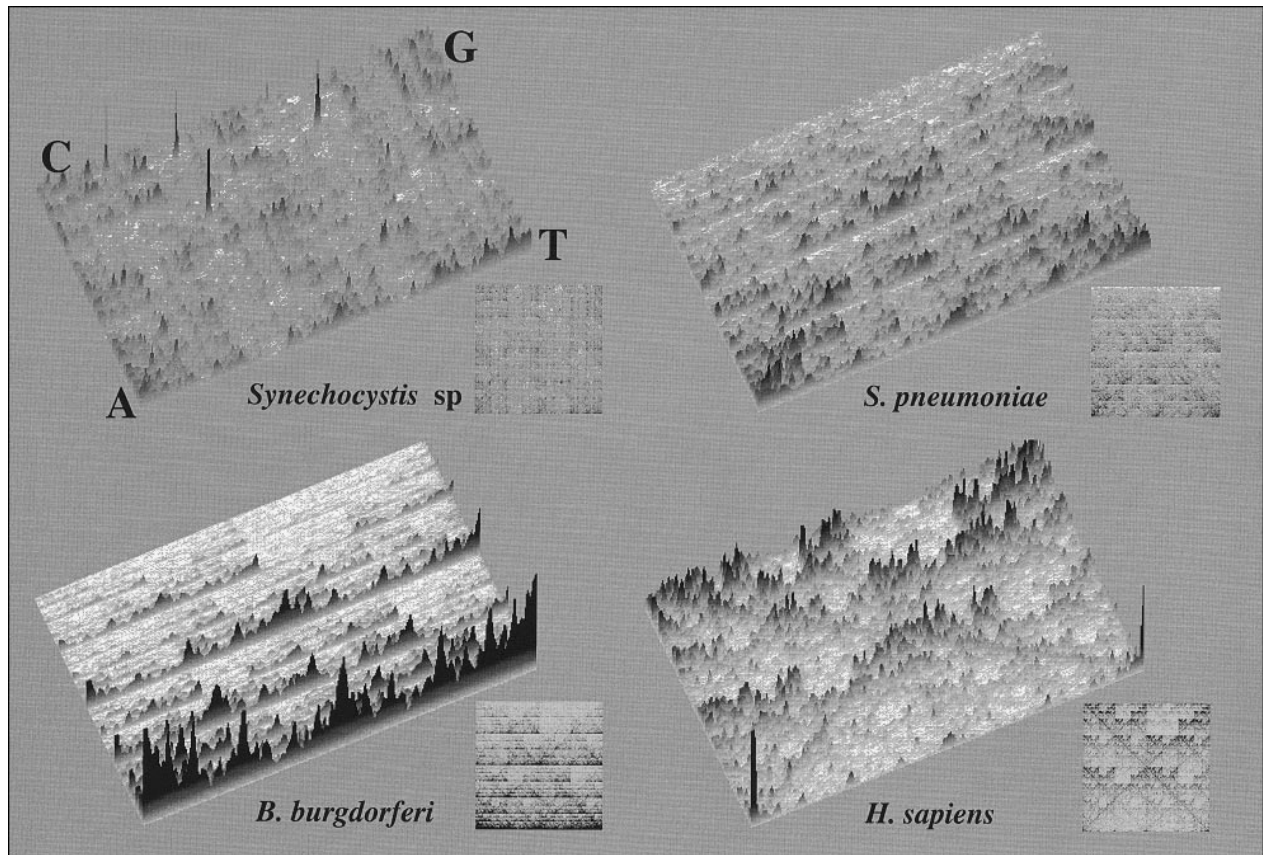 G
C
T
A
Synechocystis sp
S. pneumoniae
B. burgdorferi
H. sapiens